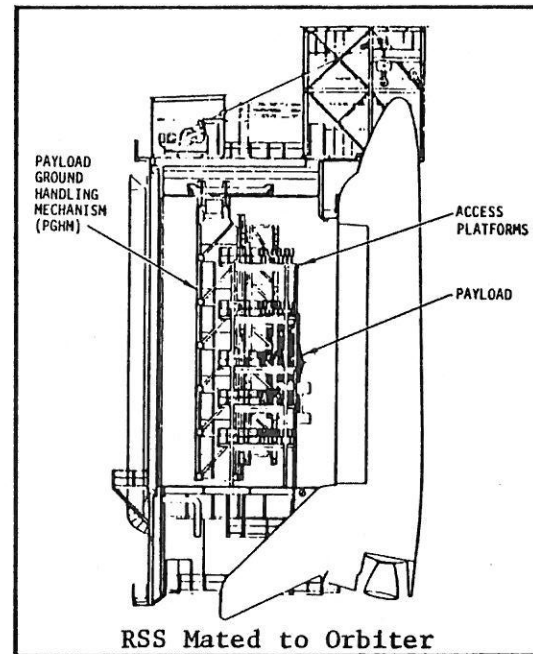 PAYLOAD
GROUND
HANDLING
MECHANISM
(PGHM)
ACCESS
PLATFORMS
PAYLOAD
RSS Mated to Orbiter